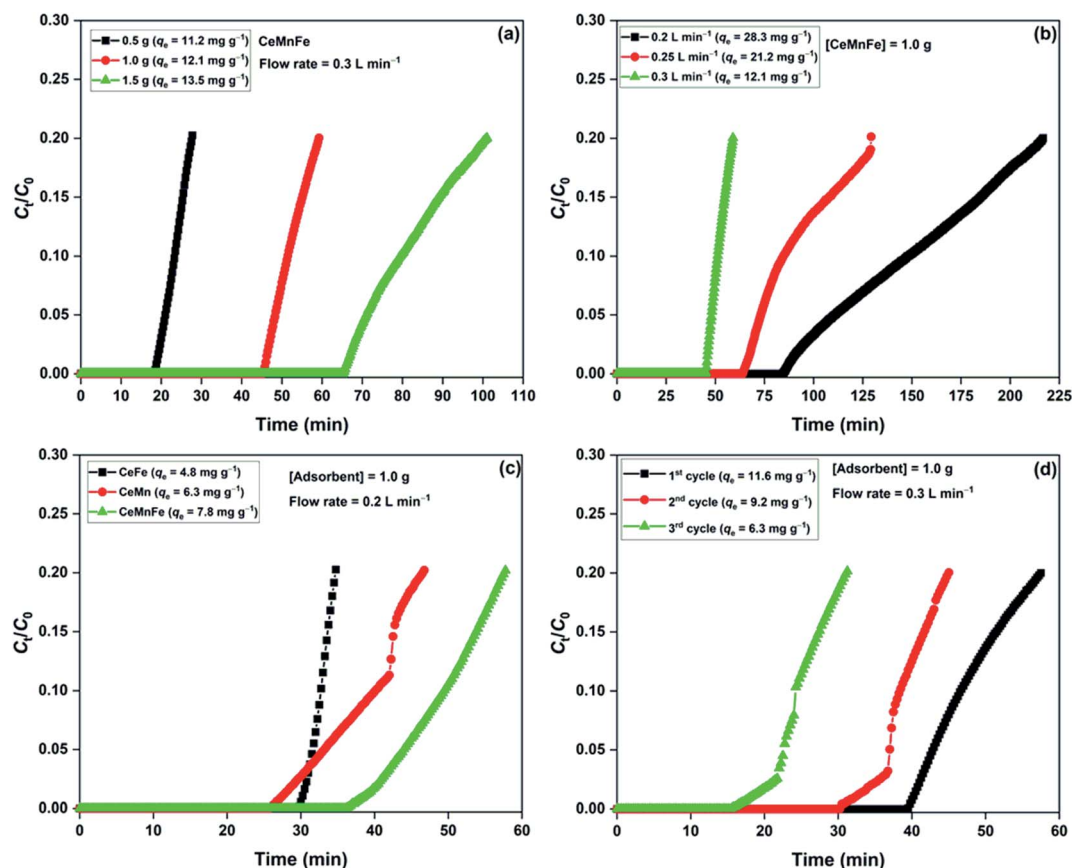 (a)
0.5 g (qe = 11.2 mg g⁻¹)
1.0 g (qe = 12.1 mg g⁻¹)
1.5 g (qe = 13.5 mg g⁻¹)
CeMnFe
Flow rate = 0.3 L min⁻¹
Ct/C0
0.30
0.25
0.20
0.15
0.10
0.05
0.00
0 10 20 30 40 50 60 70 80 90 100 110
Time (min)
(b)
0.2 L min⁻¹ (qe = 28.3 mg g⁻¹)
0.25 L min⁻¹ (qe = 21.2 mg g⁻¹)
0.3 L min⁻¹ (qe = 12.1 mg g⁻¹)
[CeMnFe] = 1.0 g
Ct/C0
0.30
0.25
0.20
0.15
0.10
0.05
0.00
0 25 50 75 100 125 150 175 200 225
Time (min)
(c)
CeFe (qe = 4.8 mg g⁻¹)
CeMn (qe = 6.3 mg g⁻¹)
CeMnFe (qe = 7.8 mg g⁻¹)
[Adsorbent] = 1.0 g
Flow rate = 0.2 L min⁻¹
Ct/C0
0.30
0.25
0.20
0.15
0.10
0.05
0.00
0 10 20 30 40 50 60
Time (min)
(d)
1st cycle (qe = 11.6 mg g⁻¹)
2nd cycle (qe = 9.2 mg g⁻¹)
3rd cycle (qe = 6.3 mg g⁻¹)
[Adsorbent] = 1.0 g
Flow rate = 0.3 L min⁻¹
Ct/C0
0.30
0.25
0.20
0.15
0.10
0.05
0.00
0 10 20 30 40 50 60
Time (min)